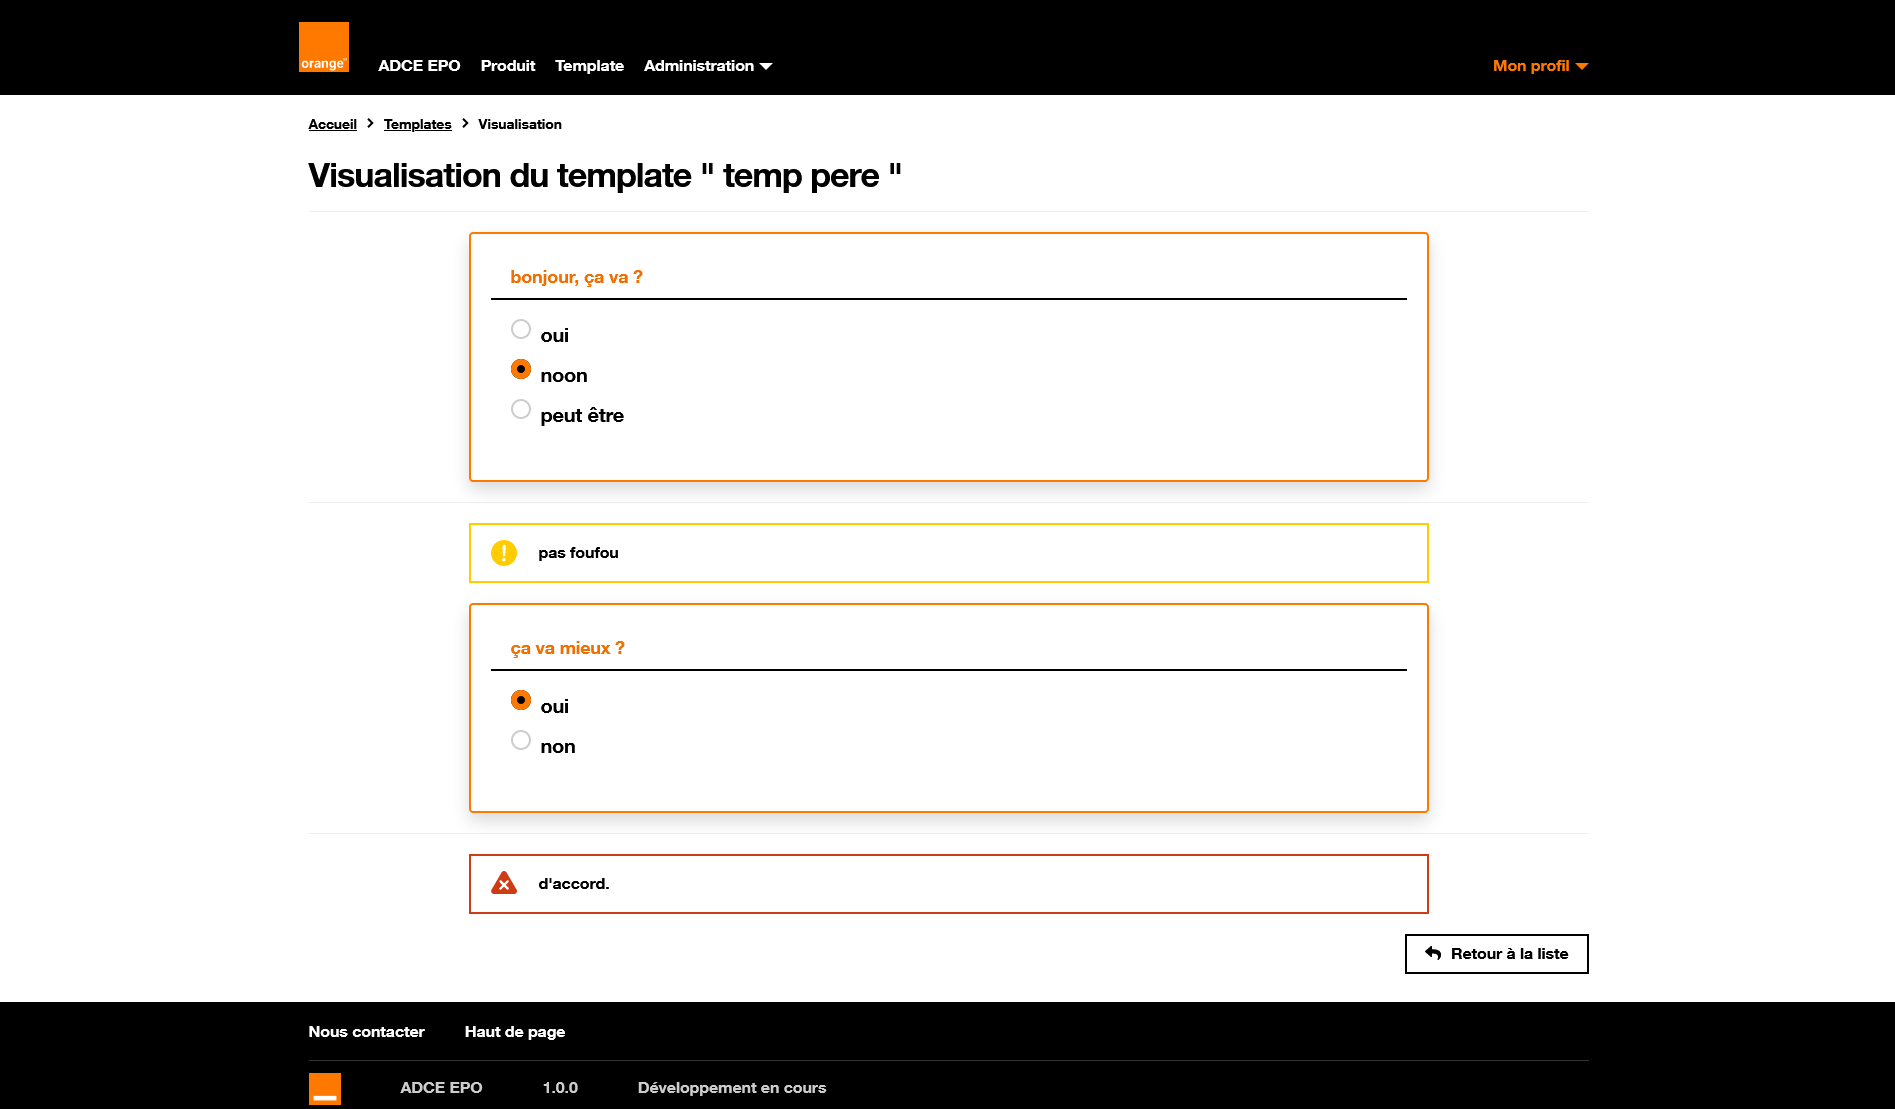 orange™
ADCE EPO Produit Template Administration Mon profil
Accueil Templates Visualisation
Visualisation du template " temp pere "
bonjour, ça va ?
oui
noon
peut être
pas foufou
ça va mieux ?
oui
non
d'accord.
Retour à la liste
Nous contacter Haut de page
ADCE EPO 1.0.0 Développement en cours